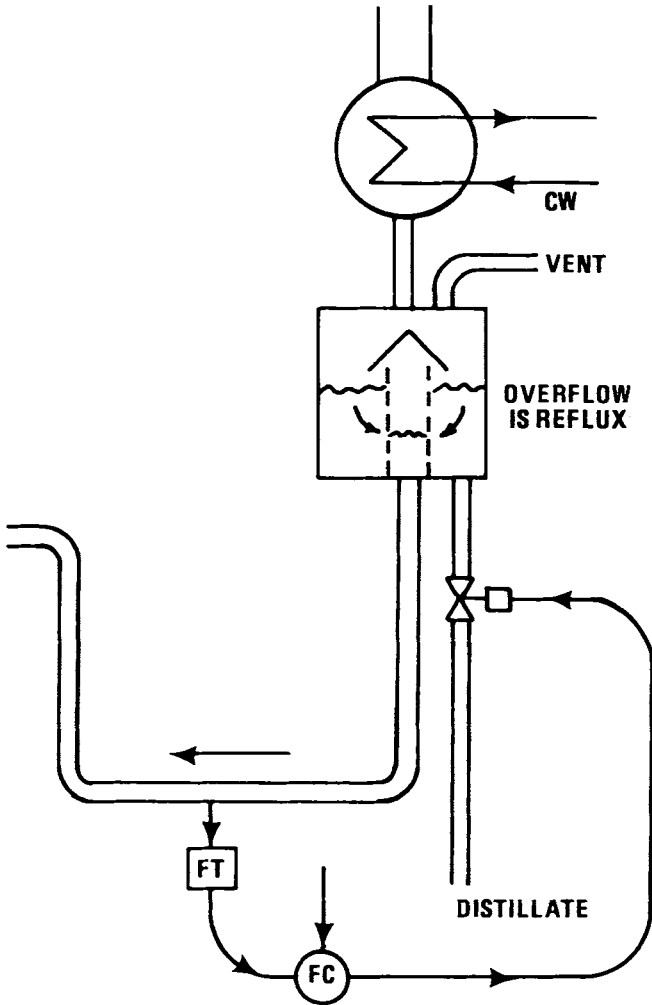 CW
VENT
OVERFLOW
IS REFLUX
FT
DISTILLATE
FC